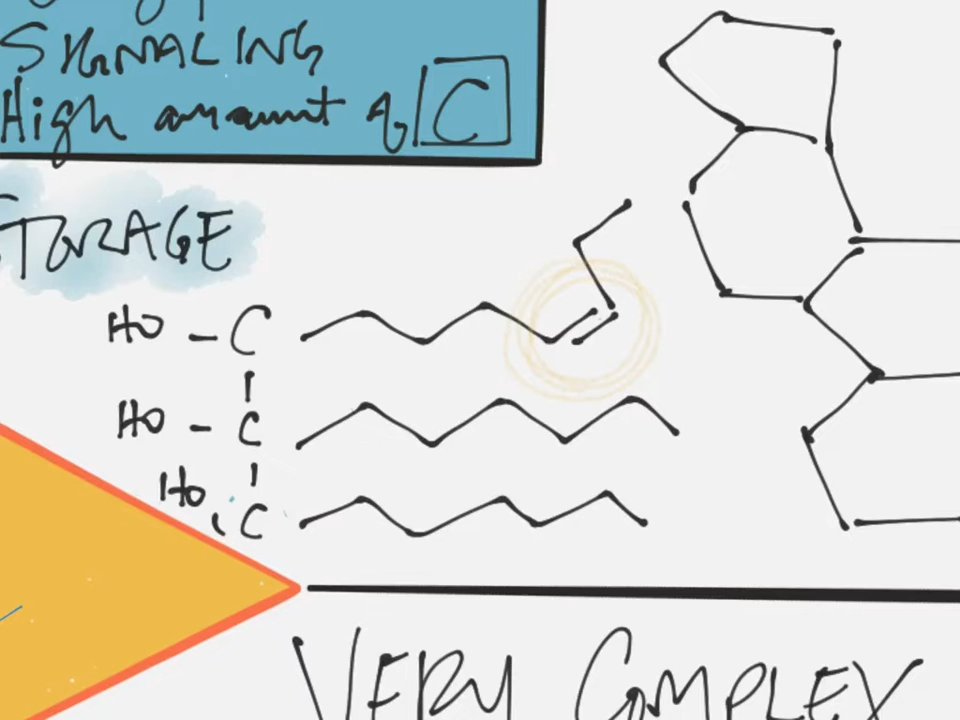 SIGNALING
High amount of C
STORAGE
HO - C
HO - C
HO C
VERY COMPLEX